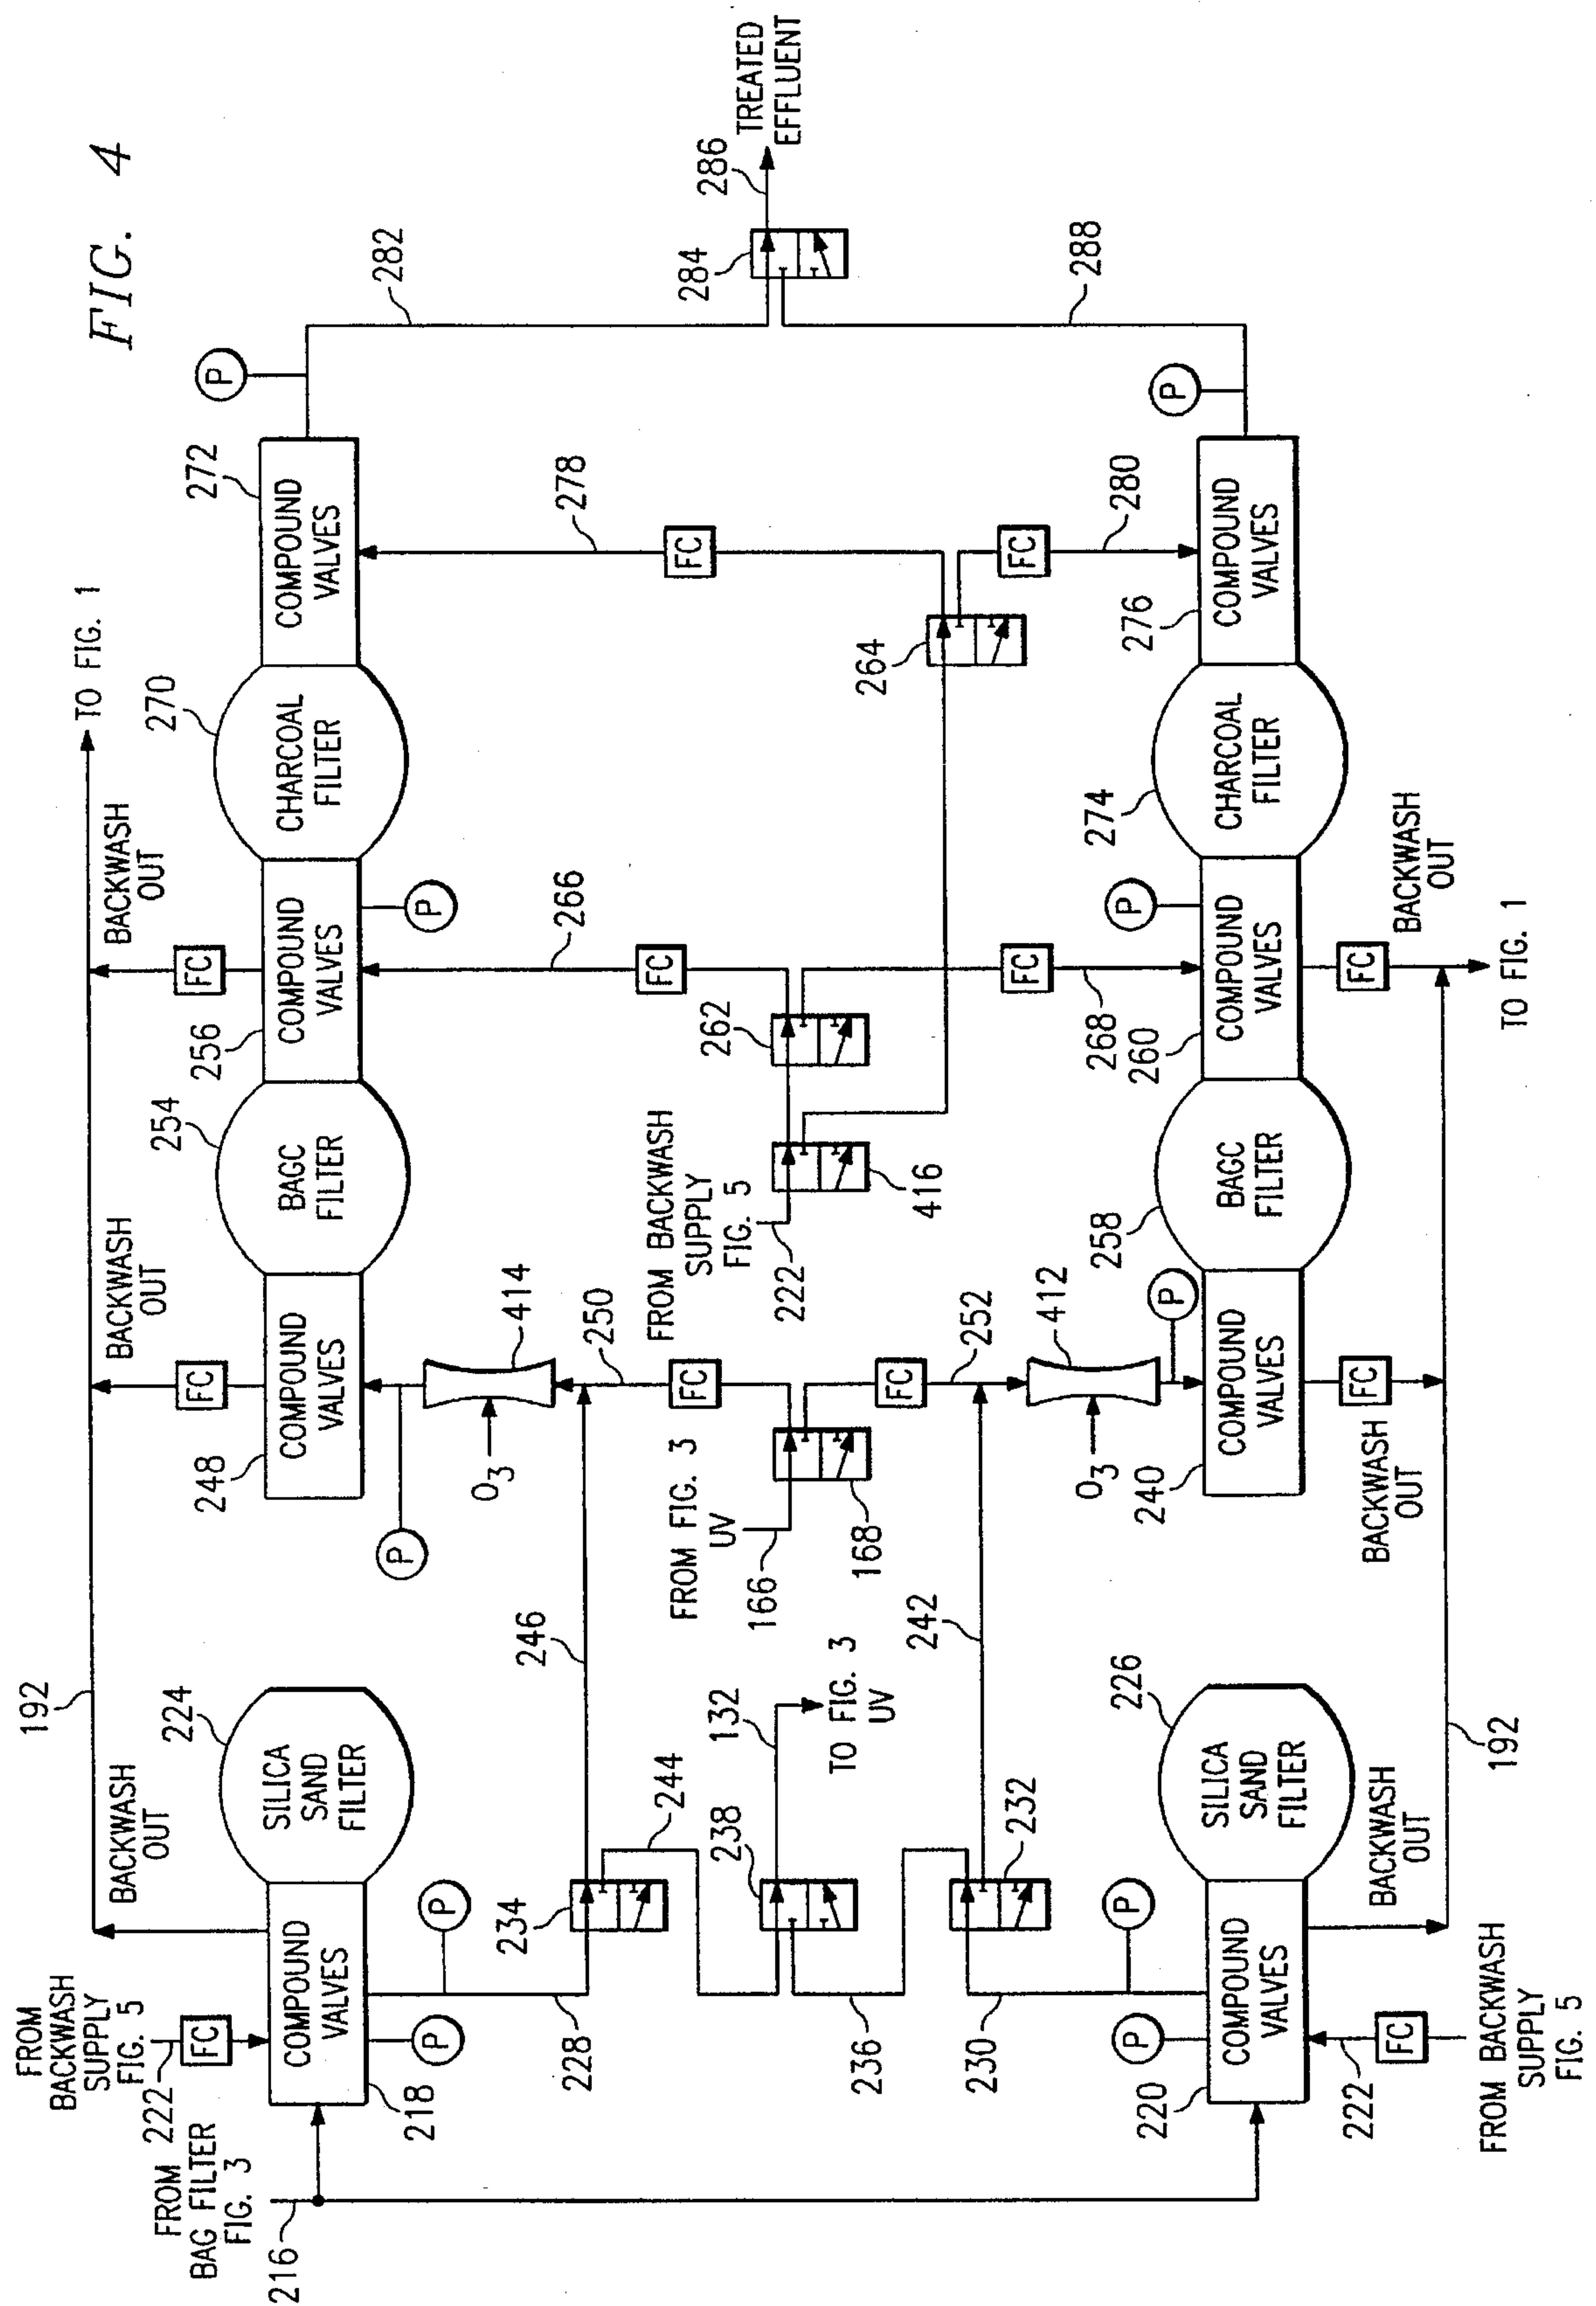 FIG. 4
FROM
BACKWASH
SUPPLY
FIG. 5
222
FC
FROM
BAG FILTER
FIG. 3
216
192
BACKWASH
OUT
COMPOUND
VALVES
218
P
P
SILICA
SAND
FILTER
224
228
234
246
244
238
132
TO FIG. 3
UV
236
230
232
242
P
P
COMPOUND
VALVES
220
SILICA
SAND
FILTER
226
222
FC
FROM BACKWASH
SUPPLY
FIG. 5
BACKWASH
OUT
192
BACKWASH
OUT
FC
COMPOUND
VALVES
248
P
414
O3
250
FC
FROM FIG. 3
UV
166
168
FC
252
412
O3
P
COMPOUND
VALVES
240
FC
BACKWASH
OUT
BAGC
FILTER
254
FROM BACKWASH
SUPPLY
FIG. 5
222
416
BAGC
FILTER
258
BACKWASH
OUT
FC
COMPOUND
VALVES
256
P
266
FC
262
FC
268
P
COMPOUND
VALVES
260
FC
BACKWASH
OUT
TO FIG. 1
TO FIG. 1
CHARCOAL
FILTER
270
CHARCOAL
FILTER
274
COMPOUND
VALVES
272
278
FC
264
FC
280
COMPOUND
VALVES
276
P
282
284
286
TREATED
EFFLUENT
288
P